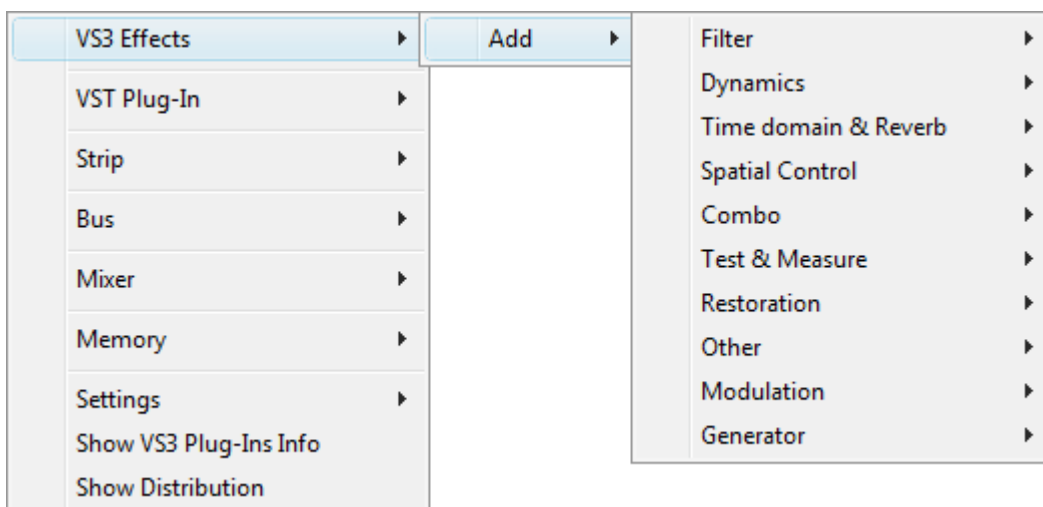 VS3 Effects
VST Plug-In
Strip
Bus
Mixer
Memory
Settings
Show VS3 Plug-Ins Info
Show Distribution
Add
Filter
Dynamics
Time domain & Reverb
Spatial Control
Combo
Test & Measure
Restoration
Other
Modulation
Generator